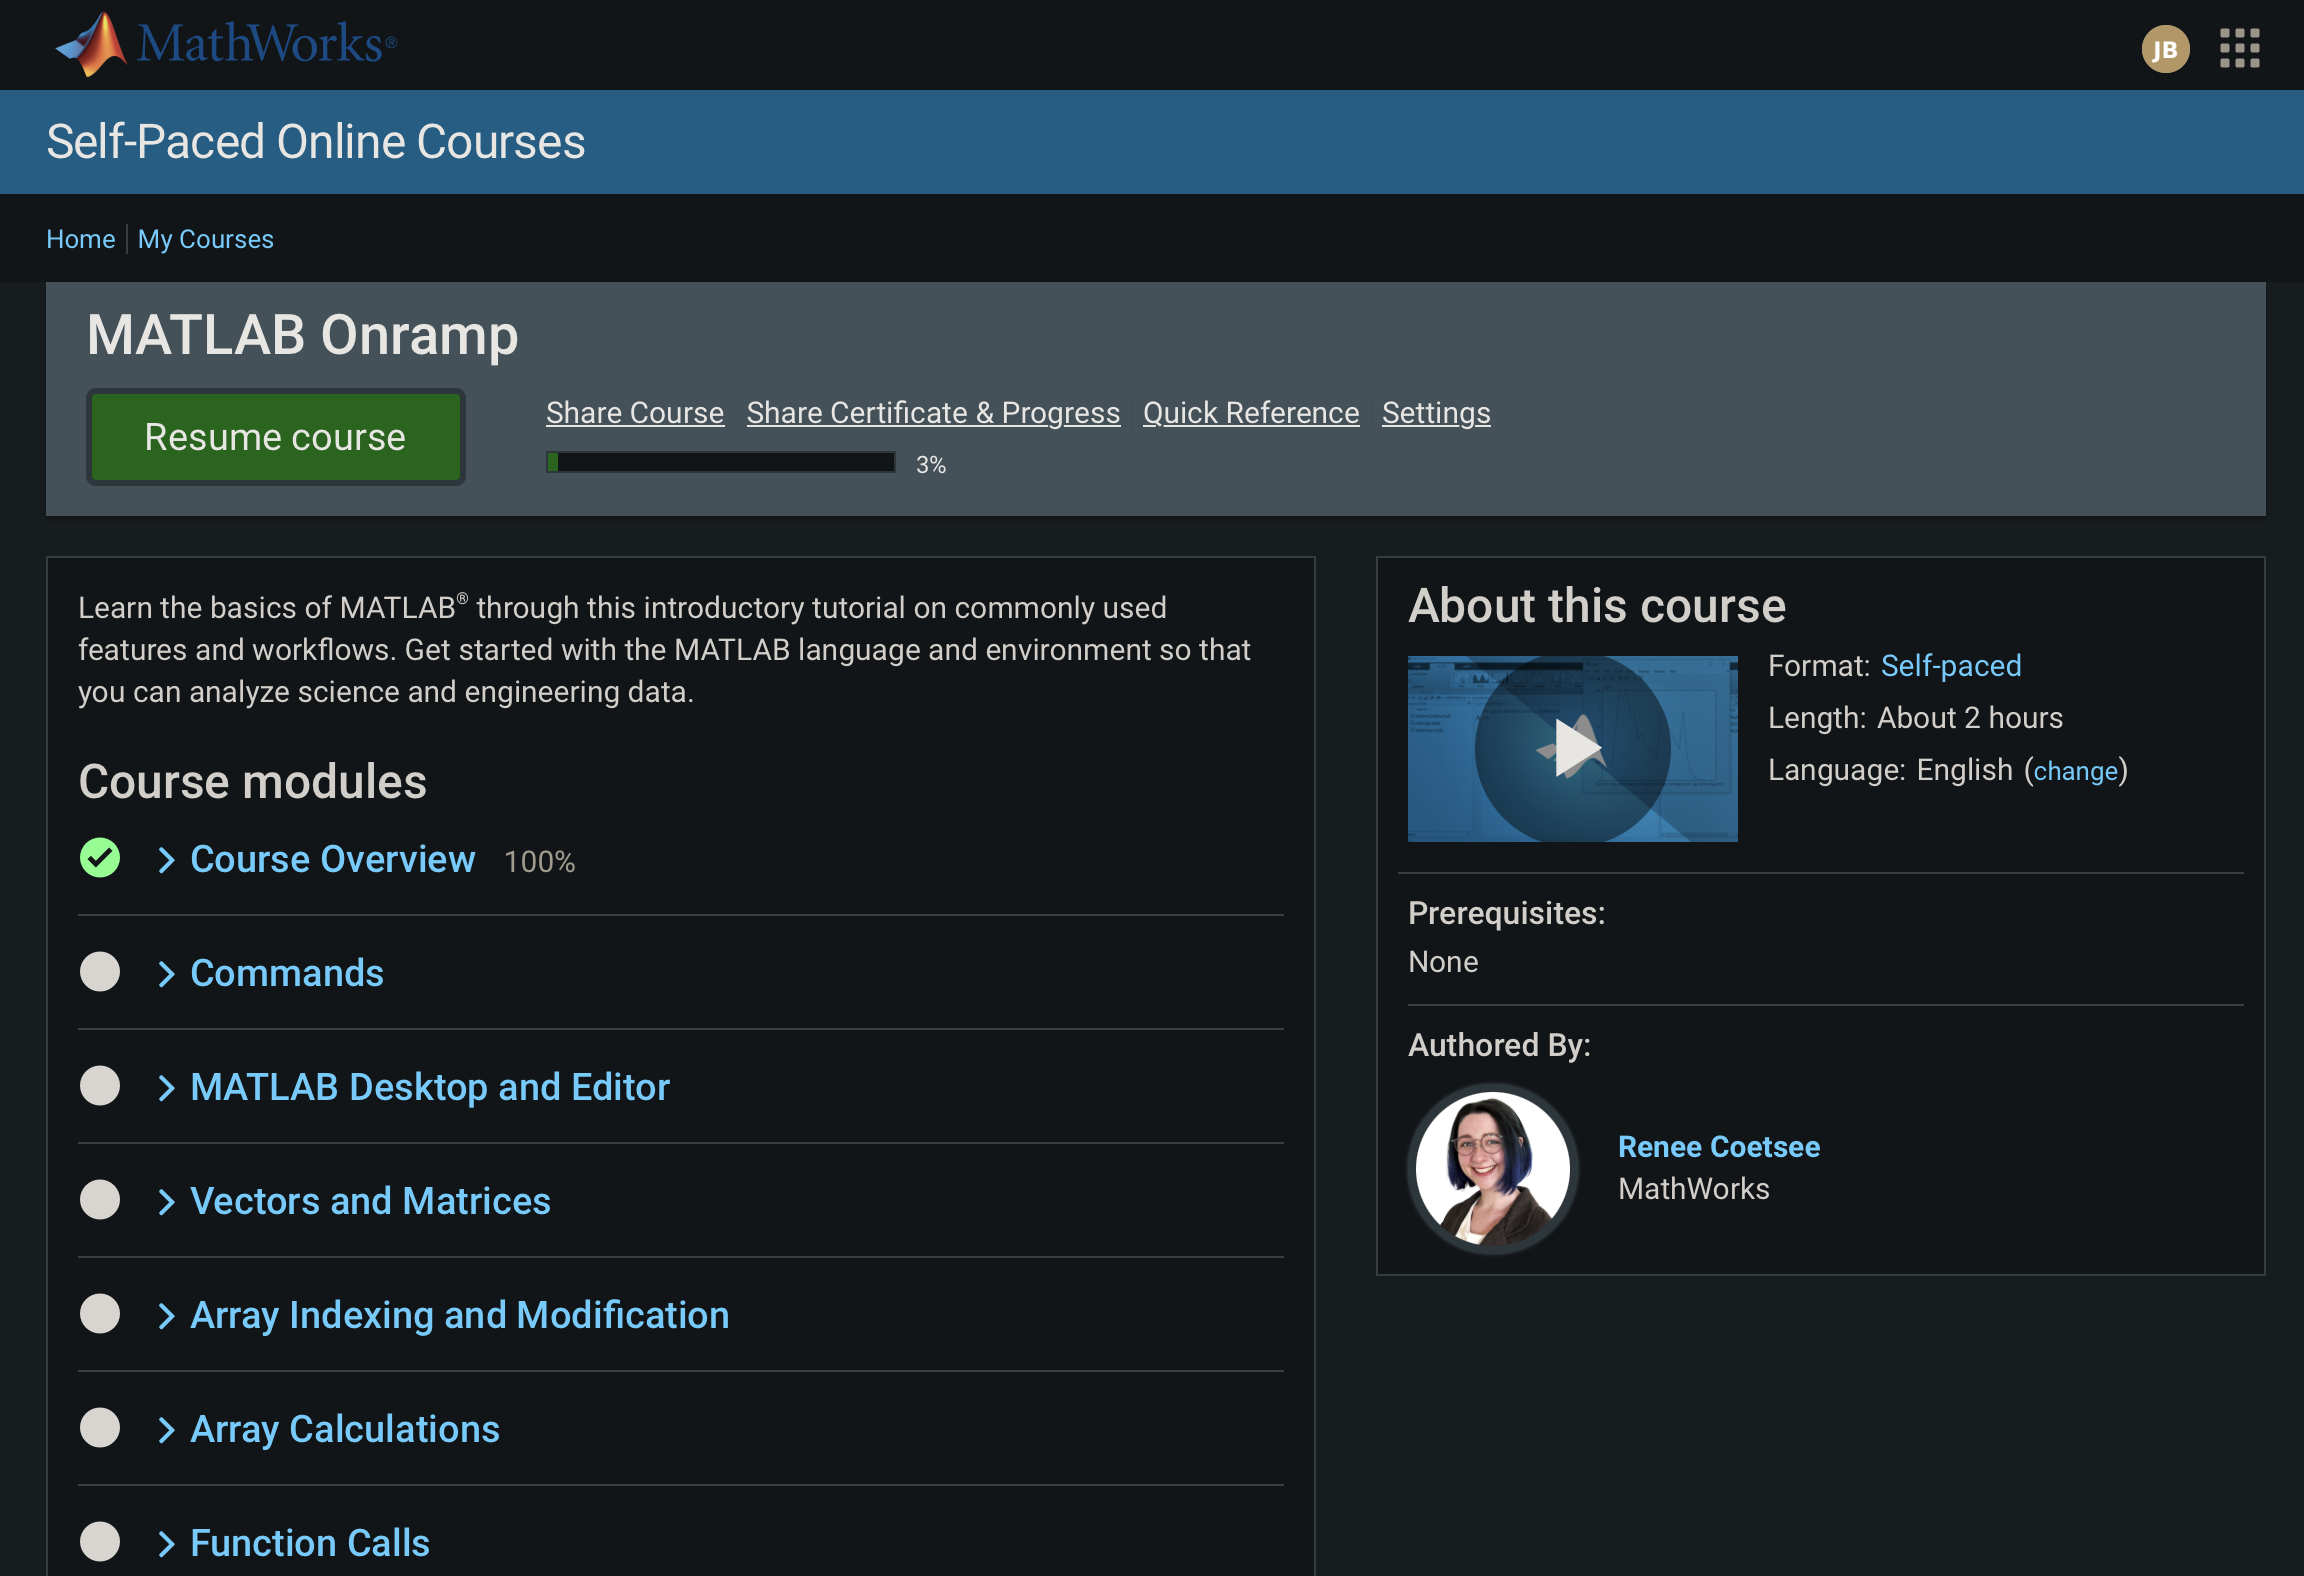 MathWorks®
JB
Self-Paced Online Courses
Home My Courses
MATLAB Onramp
Resume course
Share Course Share Certificate & Progress Quick Reference Settings
3%
Learn the basics of MATLAB® through this introductory tutorial on commonly used
features and workflows. Get started with the MATLAB language and environment so that
you can analyze science and engineering data.
Course modules
Course Overview 100%
Commands
MATLAB Desktop and Editor
Vectors and Matrices
Array Indexing and Modification
Array Calculations
Function Calls
About this course
Format: Self-paced
Length: About 2 hours
Language: English (change)
Prerequisites:
None
Authored By:
Renee Coetsee
MathWorks